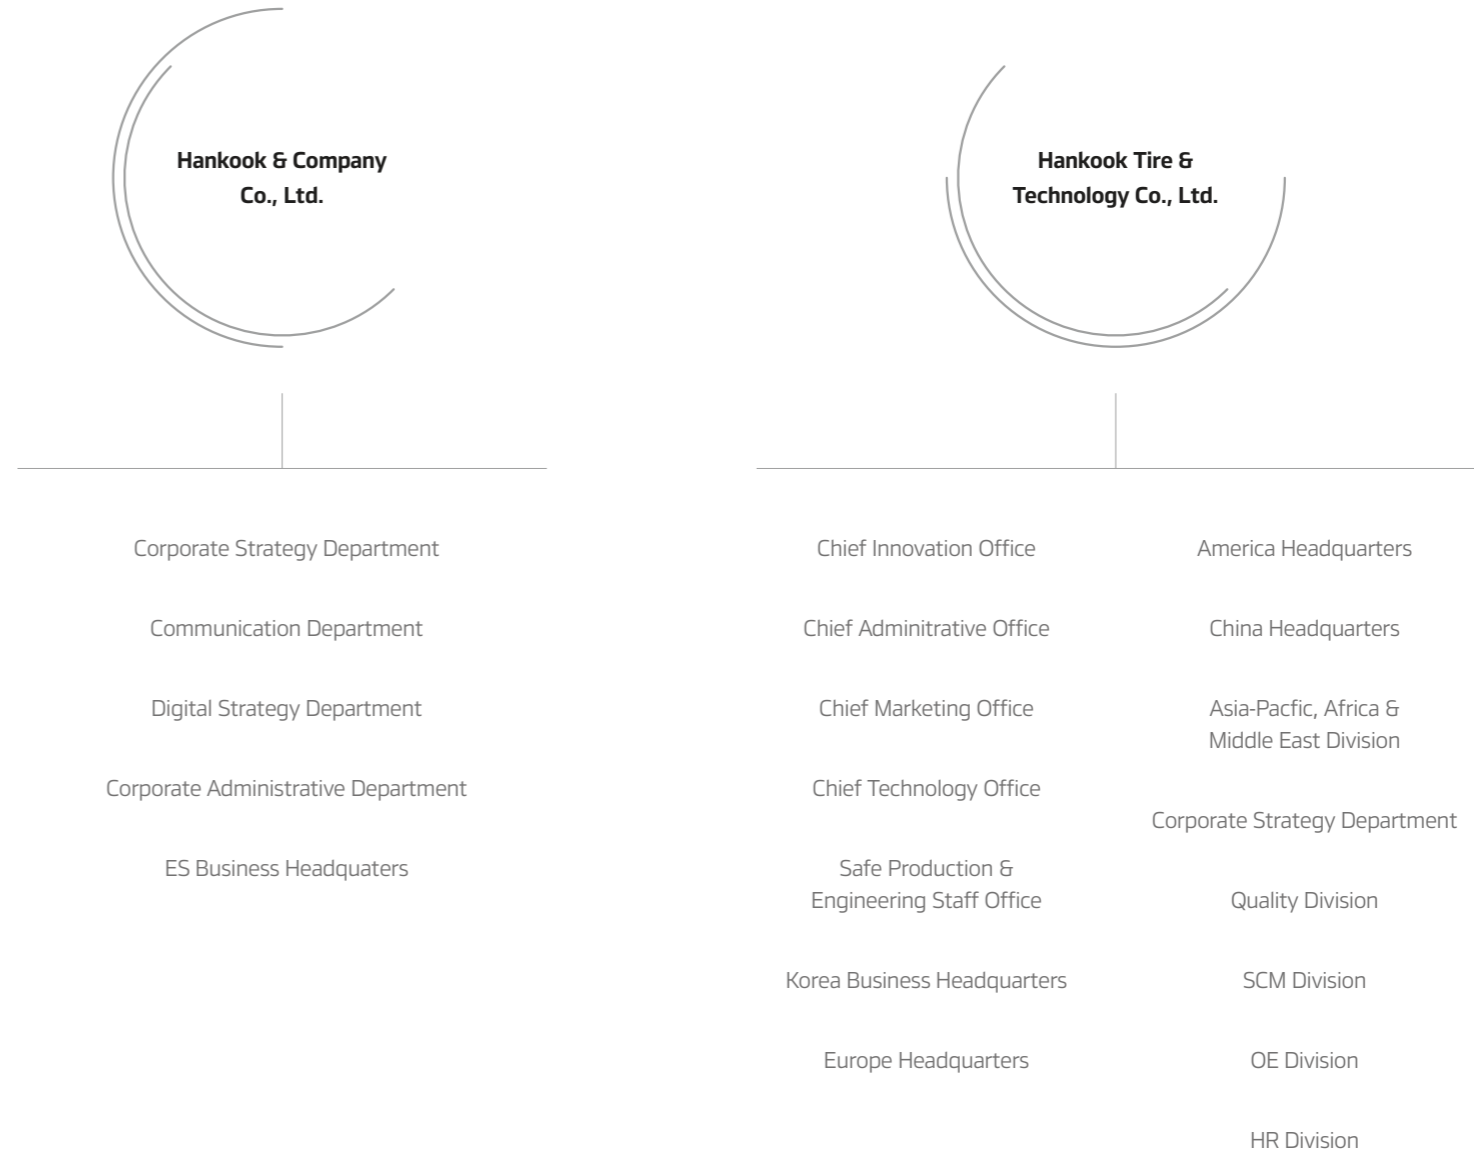 Hankook & Company
Co., Ltd.
Corporate Strategy Department
Communication Department
Digital Strategy Department
Corporate Administrative Department
ES Business Headquaters
Hankook Tire &
Technology Co., Ltd.
Chief Innovation Office
Chief Adminitrative Office
Chief Marketing Office
Chief Technology Office
Safe Production &
Engineering Staff Office
Korea Business Headquarters
Europe Headquarters
America Headquarters
China Headquarters
Asia-Pacfic, Africa &
Middle East Division
Corporate Strategy Department
Quality Division
SCM Division
OE Division
HR Division